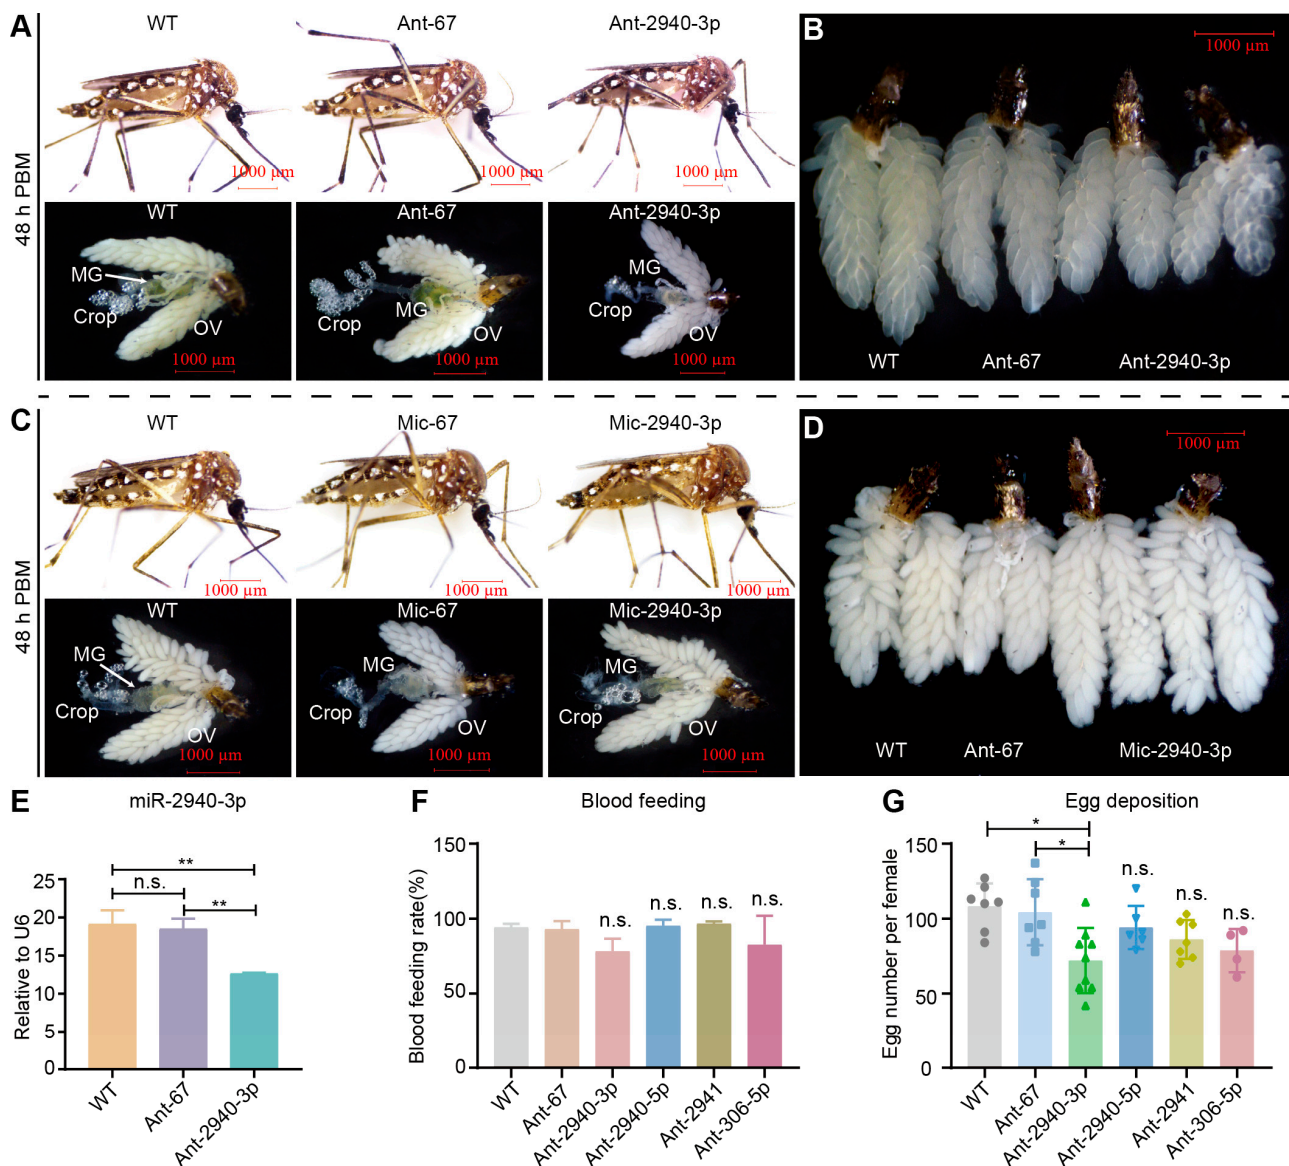 A
WT
Ant-67
Ant-2940-3p
1000 µm
1000 µm
1000 µm
48 h PBM
WT
Ant-67
Ant-2940-3p
MG
Crop
OV
1000 µm
Crop
MG
OV
1000 µm
MG
Crop
OV
1000 µm
B
1000 µm
WT
Ant-67
Ant-2940-3p
C
WT
Mic-67
Mic-2940-3p
1000 µm
1000 µm
1000 µm
48 h PBM
WT
Mic-67
Mic-2940-3p
MG
Crop
OV
1000 µm
MG
Crop
OV
1000 µm
MG
Crop
OV
1000 µm
D
1000 µm
WT
Ant-67
Mic-2940-3p
E
miR-2940-3p
Relative to U6
25
20
15
10
5
0
**
n.s.
**
WT
Ant-67
Ant-2940-3p
F
Blood feeding
Blood feeding rate(%)
150
100
50
0
n.s.
n.s.
n.s.
n.s.
WT
Ant-67
Ant-2940-3p
Ant-2940-5p
Ant-2941
Ant-306-5p
G
Egg deposition
Egg number per female
150
100
50
0
*
*
n.s.
n.s.
n.s.
WT
Ant-67
Ant-2940-3p
Ant-2940-5p
Ant-2941
Ant-306-5p